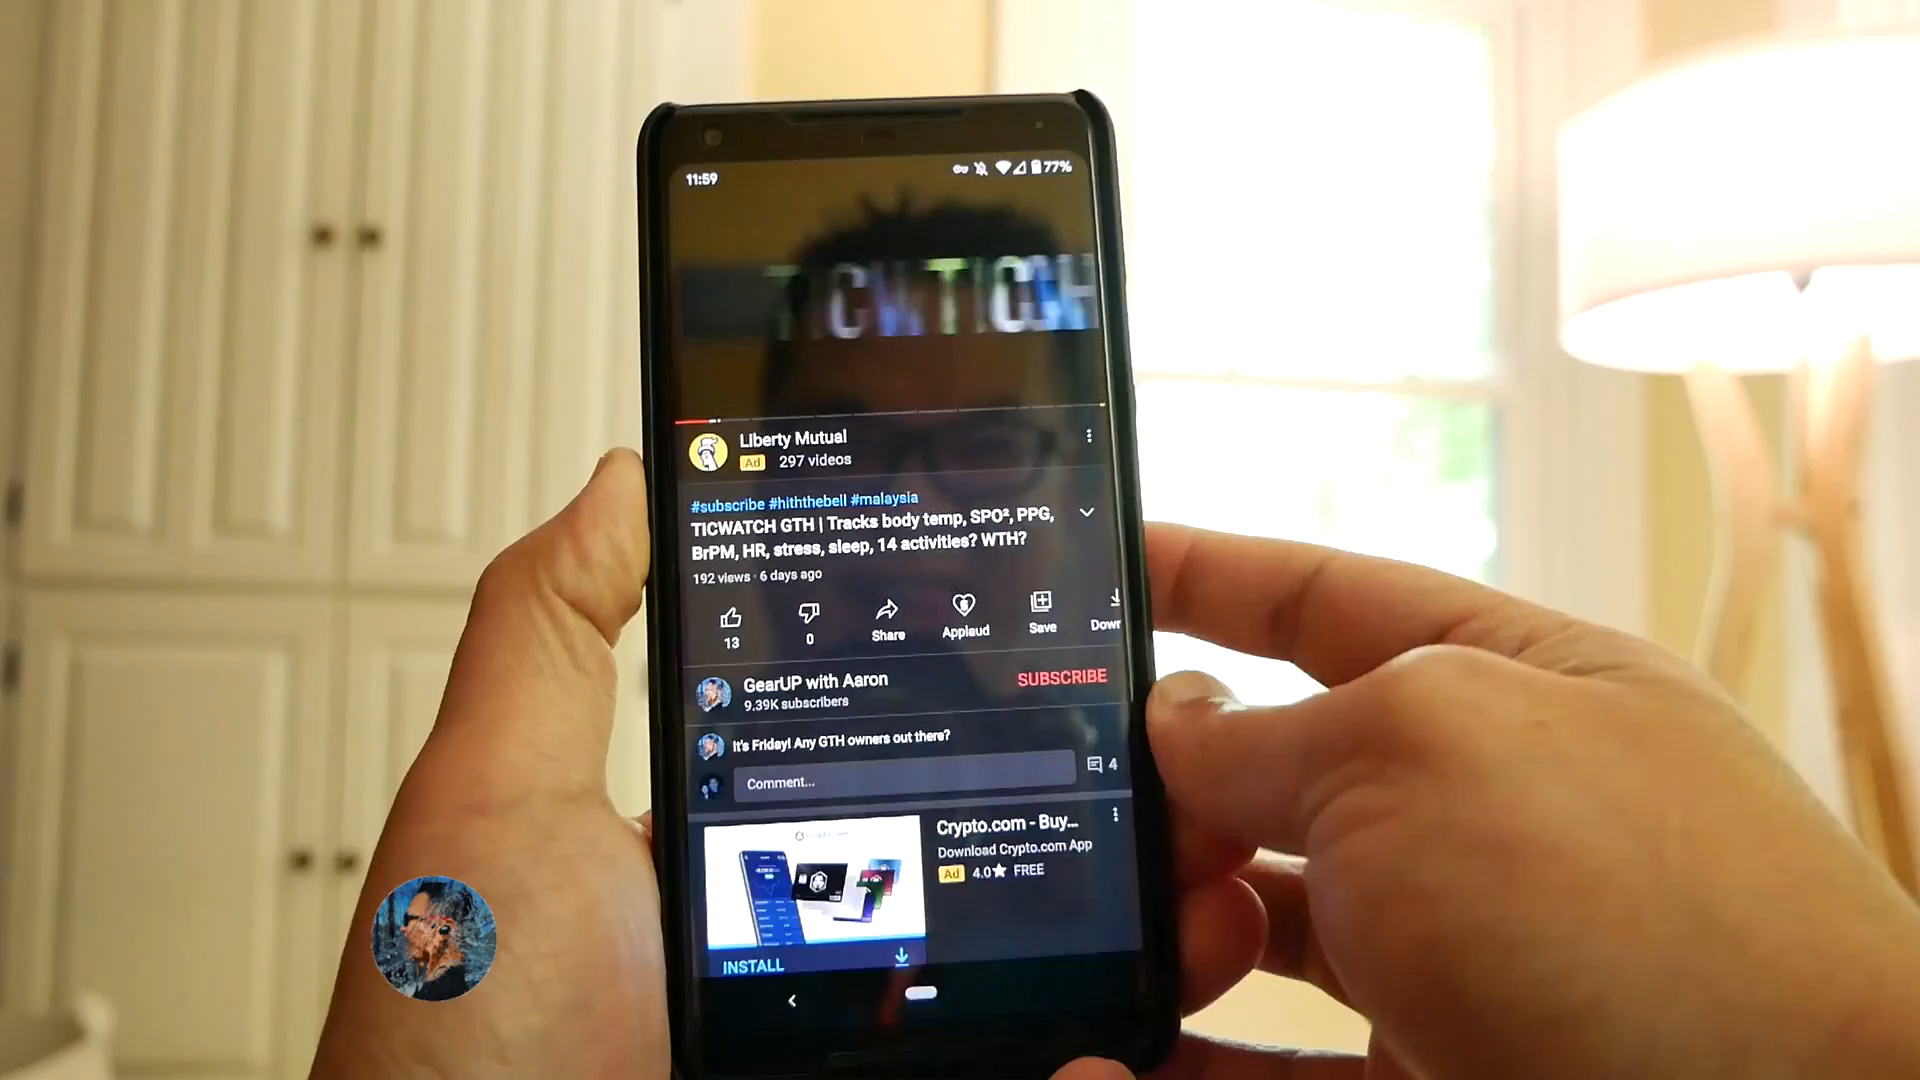 11:59
77%
Liberty Mutual
Ad 297 videos
#subscribe #hiththebell #malaysia
TICWATCH GTH | Tracks body temp, SPO², PPG,
BrPM, HR, stress, sleep, 14 activities? WTH?
192 views · 6 days ago
13
0
Share
Applaud
Save
Down
GearUP with Aaron
SUBSCRIBE
9.39K subscribers
It's Friday! Any GTH owners out there?
Comment...
4
Crypto.com - Buy...
Download Crypto.com App
Ad 4.0★ FREE
INSTALL